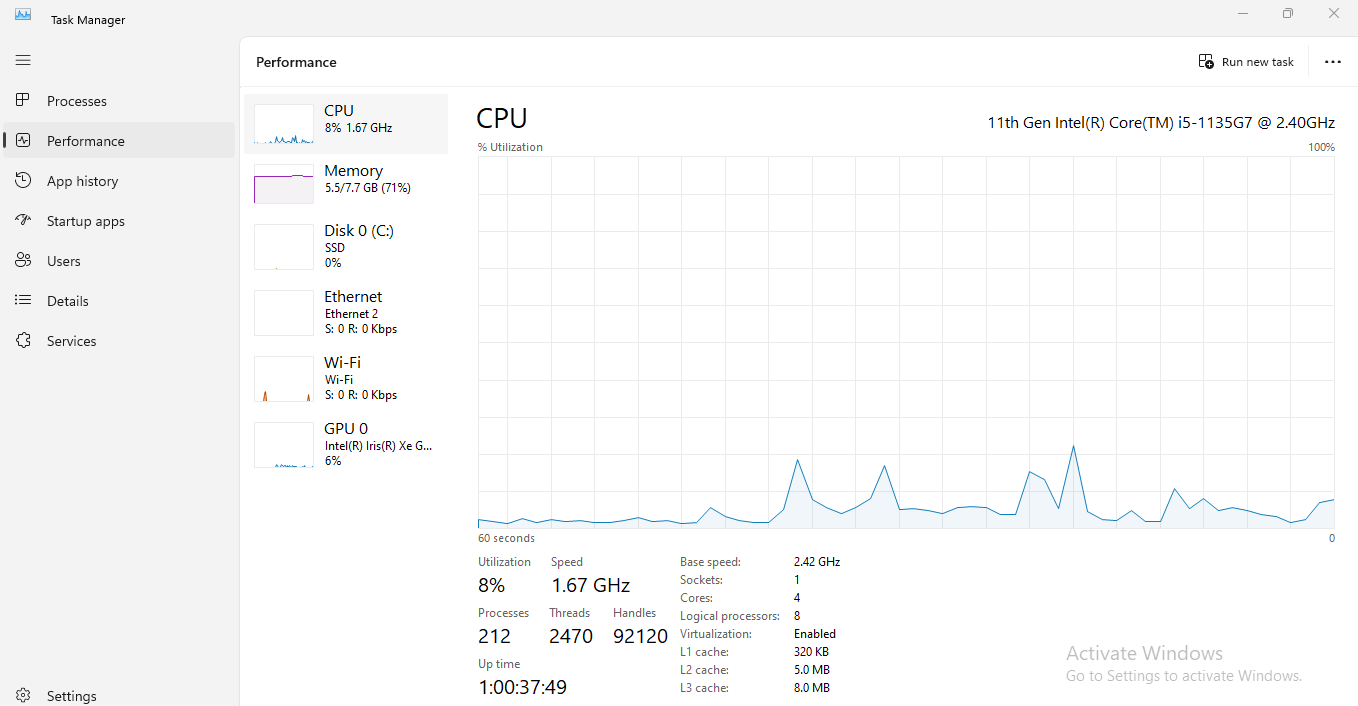 Task Manager
Performance
Run new task
Processes
Performance
App history
Startup apps
Users
Details
Services
Settings
CPU
8% 1.67 GHz
Memory
5.5/7.7 GB (71%)
Disk 0 (C:)
SSD
0%
Ethernet
Ethernet 2
S: 0 R: 0 Kbps
Wi-Fi
Wi-Fi
S: 0 R: 0 Kbps
GPU 0
Intel(R) Iris(R) Xe G...
6%
CPU
11th Gen Intel(R) Core(TM) i5-1135G7 @ 2.40GHz
% Utilization 100%
60 seconds 0
Utilization Speed
8% 1.67 GHz
Processes Threads Handles
212 2470 92120
Up time
1:00:37:49
Base speed: 2.42 GHz
Sockets: 1
Cores: 4
Logical processors: 8
Virtualization: Enabled
L1 cache: 320 KB
L2 cache: 5.0 MB
L3 cache: 8.0 MB
Activate Windows
Go to Settings to activate Windows.